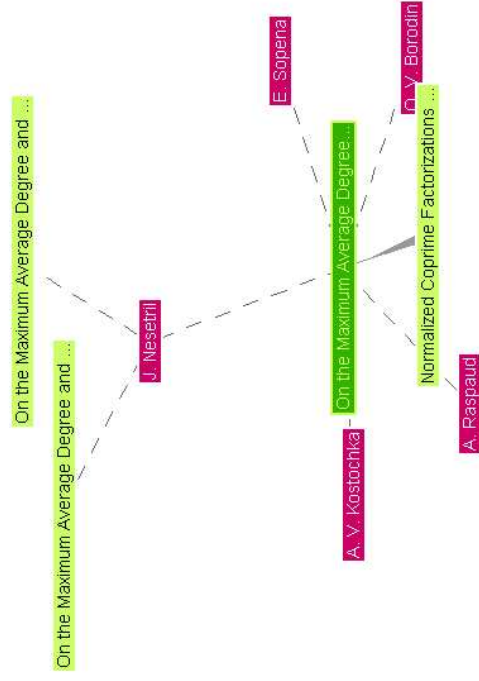 On the Maximum Average Degree and ...
On the Maximum Average Degree and ...
J. Nesetril
E. Sopena
O. V. Borodin
On the Maximum Average Degree...
Normalized Coprime Factorizations ...
A. V. Kostochka
A. Raspaud